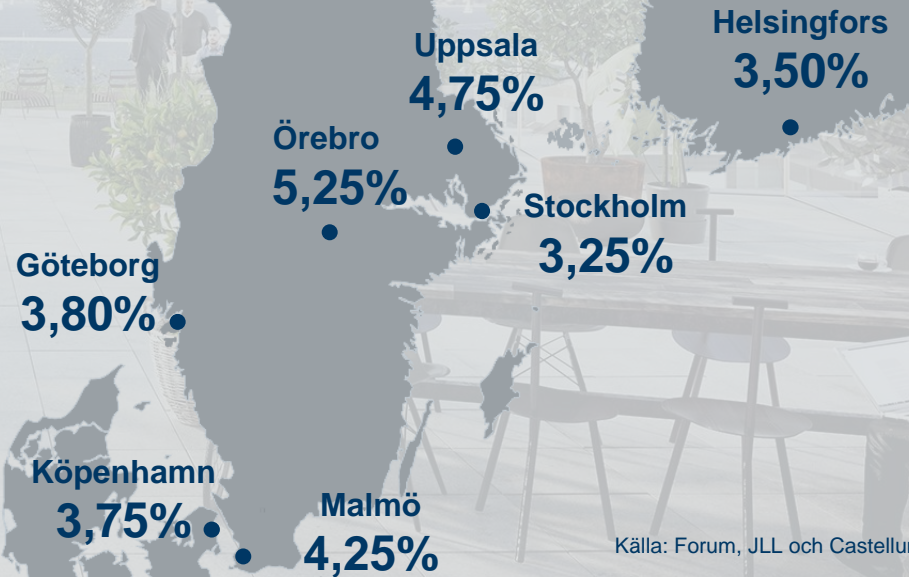 Helsingfors
3,50%
Uppsala
4,75%
Örebro
5,25%
Stockholm
3,25%
Göteborg
3,80%
Köpenhamn
3,75%
Malmö
4,25%
Källa: Forum, JLL och